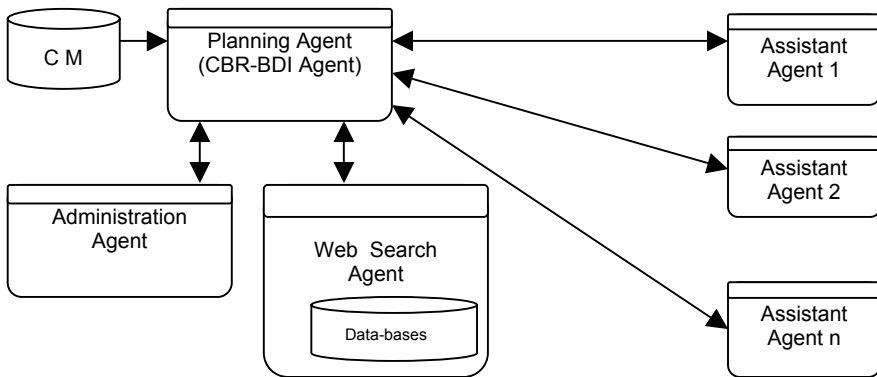 C M
Planning Agent
(CBR-BDI Agent)
Assistant
Agent 1
Assistant
Agent 2
Administration
Agent
Web Search
Agent
Data-bases
Assistant
Agent n